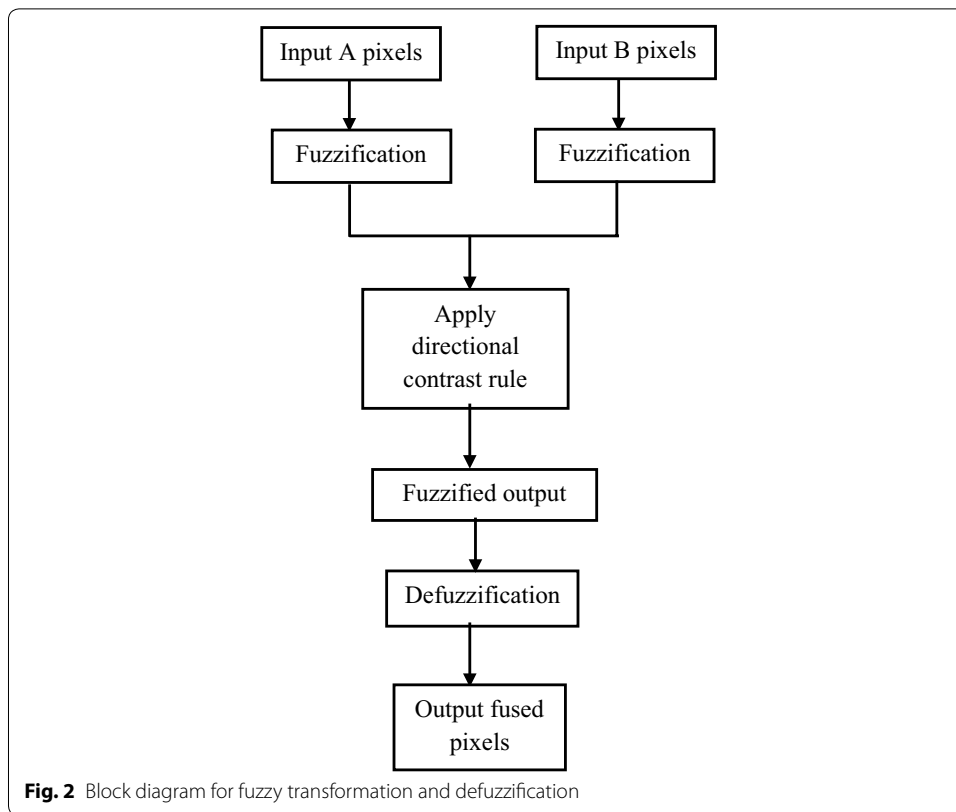 Input A pixels
Input B pixels
Fuzzification
Fuzzification
Apply
directional
contrast rule
Fuzzified output
Defuzzification
Output fused
pixels
Fig. 2 Block diagram for fuzzy transformation and defuzzification